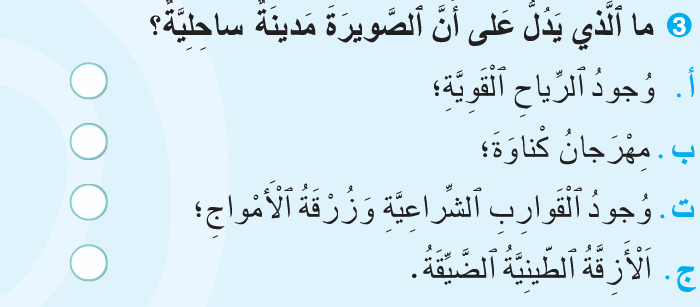 3 ما ٱلَّذي يَدُلُّ عَلى أَنَّ ٱلصَّويرَةَ مَدينَةٌ ساحِلِيَّةٌ؟
أ. وُجودُ ٱلرِّياحِ ٱلْقَوِيَّةِ؛
ب. مِهْرَجانُ كْناوَةَ؛
ت. وُجودُ ٱلْقَوارِبِ ٱلشِّراعِيَّةِ وَزُرْقَةُ ٱلْأَمْواجِ؛
ج. اَلْأَزِقَّةُ ٱلطّينِيَّةُ ٱلضَّيِّقَةُ.